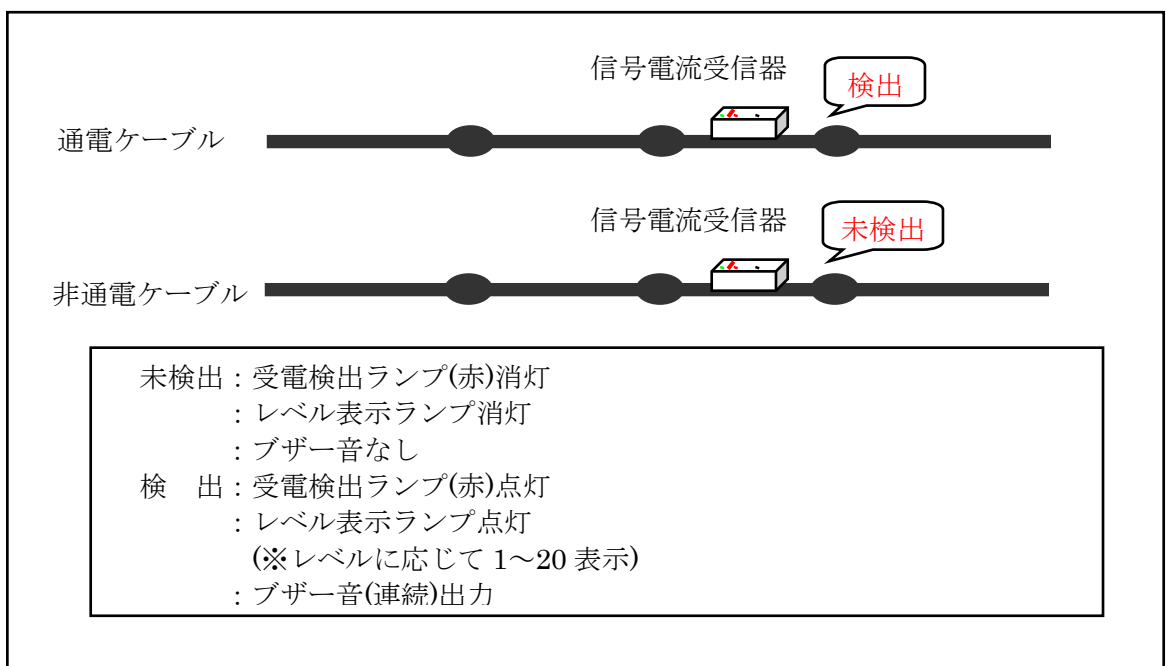 信号電流受信器
検出
通電ケーブル
信号電流受信器
未検出
非通電ケーブル
未検出：受電検出ランプ(赤)消灯
：レベル表示ランプ消灯
：ブザー音なし
検　出：受電検出ランプ(赤)点灯
：レベル表示ランプ点灯
(※レベルに応じて 1～20 表示)
：ブザー音(連続)出力